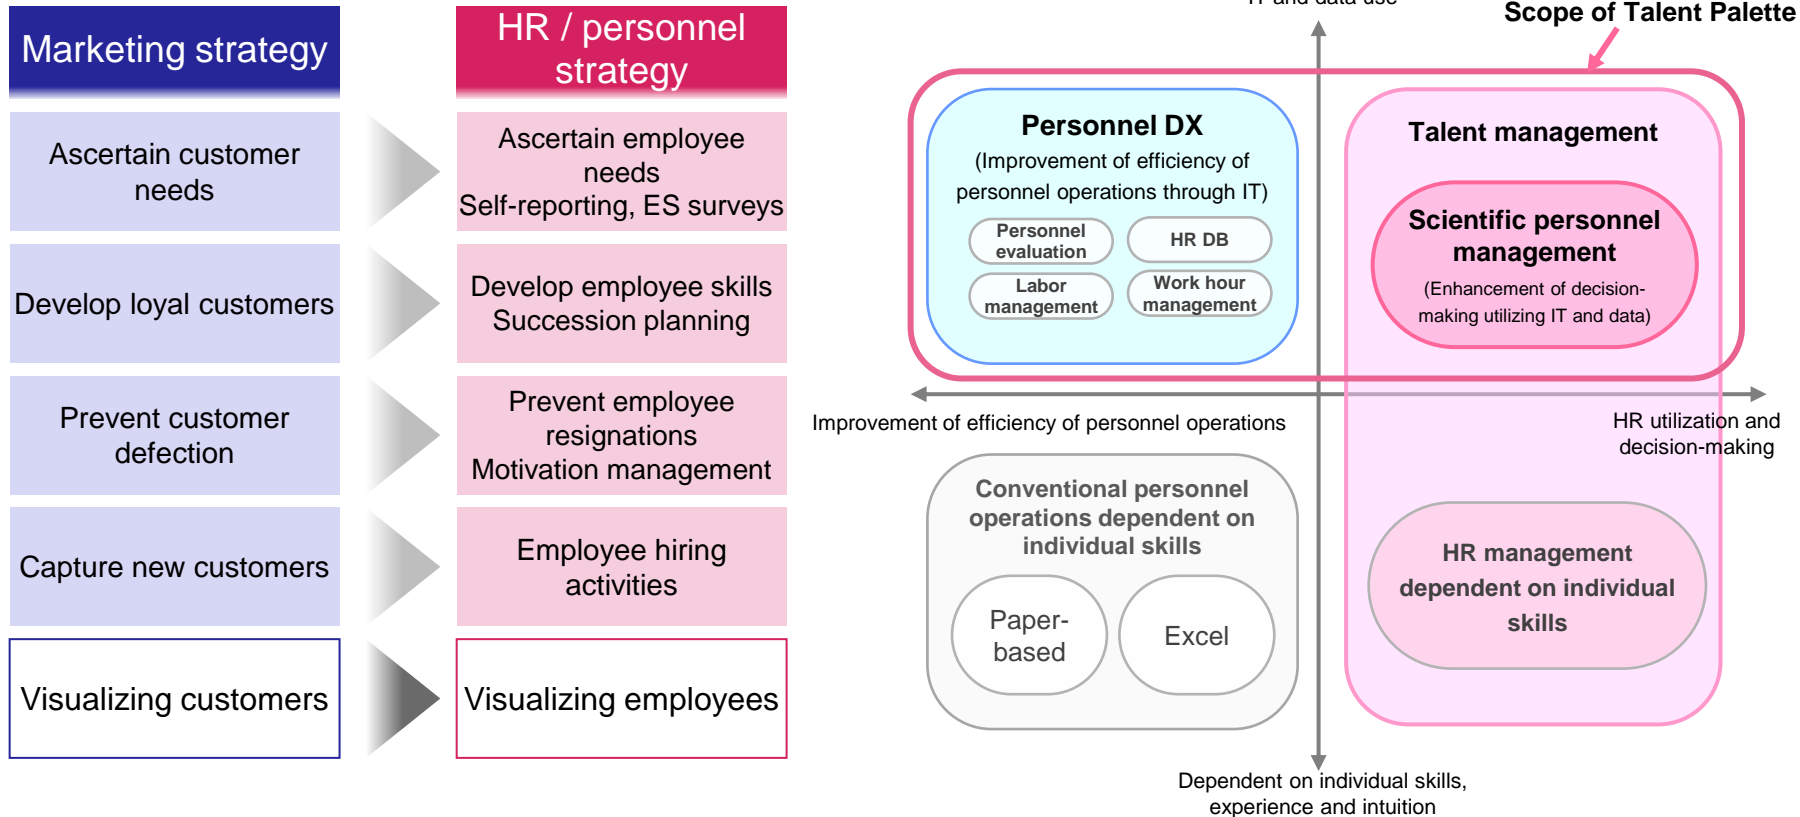 Marketing strategy
HR / personnel
strategy
Ascertain customer
needs
Ascertain employee
needs
Self-reporting, ES surveys
Develop loyal customers
Develop employee skills
Succession planning
Prevent customer
defection
Prevent employee
resignations
Motivation management
Capture new customers
Employee hiring
activities
Visualizing customers
Visualizing employees
IT and data use
Scope of Talent Palette
Personnel DX
(Improvement of efficiency of
personnel operations through IT)
Personnel
evaluation
HR DB
Labor
management
Work hour
management
Talent management
Scientific personnel
management
(Enhancement of decision-
making utilizing IT and data)
Improvement of efficiency of personnel operations
HR utilization and
decision-making
Conventional personnel
operations dependent on
individual skills
Paper-
based
Excel
HR management
dependent on individual
skills
Dependent on individual skills,
experience and intuition